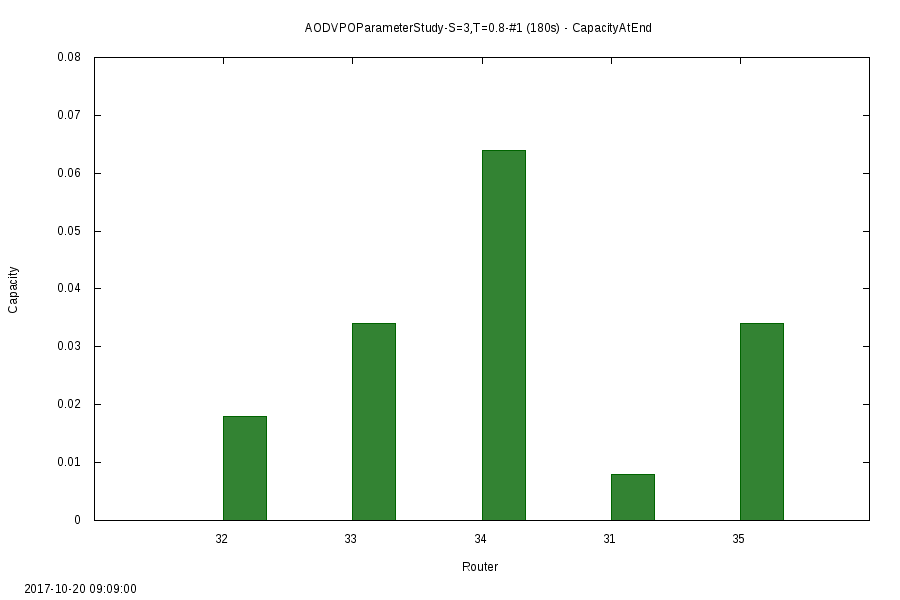 AODVPOParameterStudy-S=3,T=0.8-#1 (180s) - CapacityAtEnd
0.08
0.07
0.06
0.05
0.04
0.03
0.02
0.01
0
Capacity
32 33 34 31 35
Router
2017-10-20 09:09:00